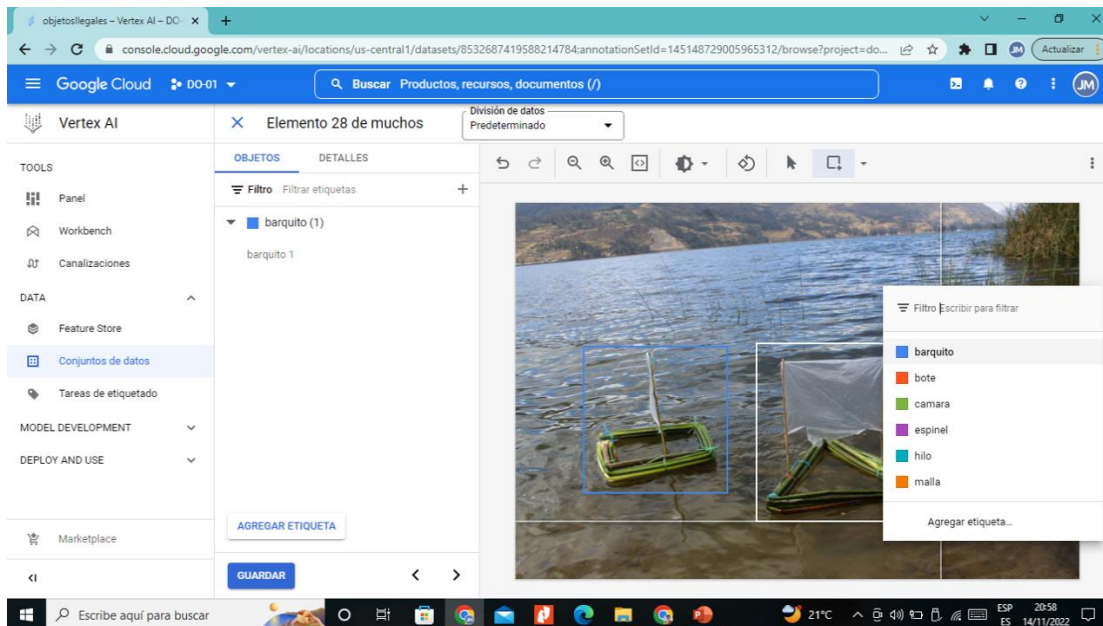 objetosIlegales – Vertex AI – DO-
console.cloud.google.com/vertex-ai/locations/us-central1/datasets/8532687419588214784:annotationSetId=145148729005965312/browse?project=do...
JM
Actualizar
Google Cloud
DO-01
Buscar Productos, recursos, documentos (/)
JM
Vertex AI
Elemento 28 de muchos
División de datos
Predeterminado
TOOLS
Panel
Workbench
Canalizaciones
DATA
Feature Store
Conjuntos de datos
Tareas de etiquetado
MODEL DEVELOPMENT
DEPLOY AND USE
Marketplace
OBJETOS DETALLES
Filtro Filtrar etiquetas
barquito (1)
barquito 1
AGREGAR ETIQUETA
GUARDAR
Filtro Escribir para filtrar
barquito
bote
camara
espinel
hilo
malla
Agregar etiqueta...
Escribe aquí para buscar
21°C
ESP
ES
20:58
14/11/2022